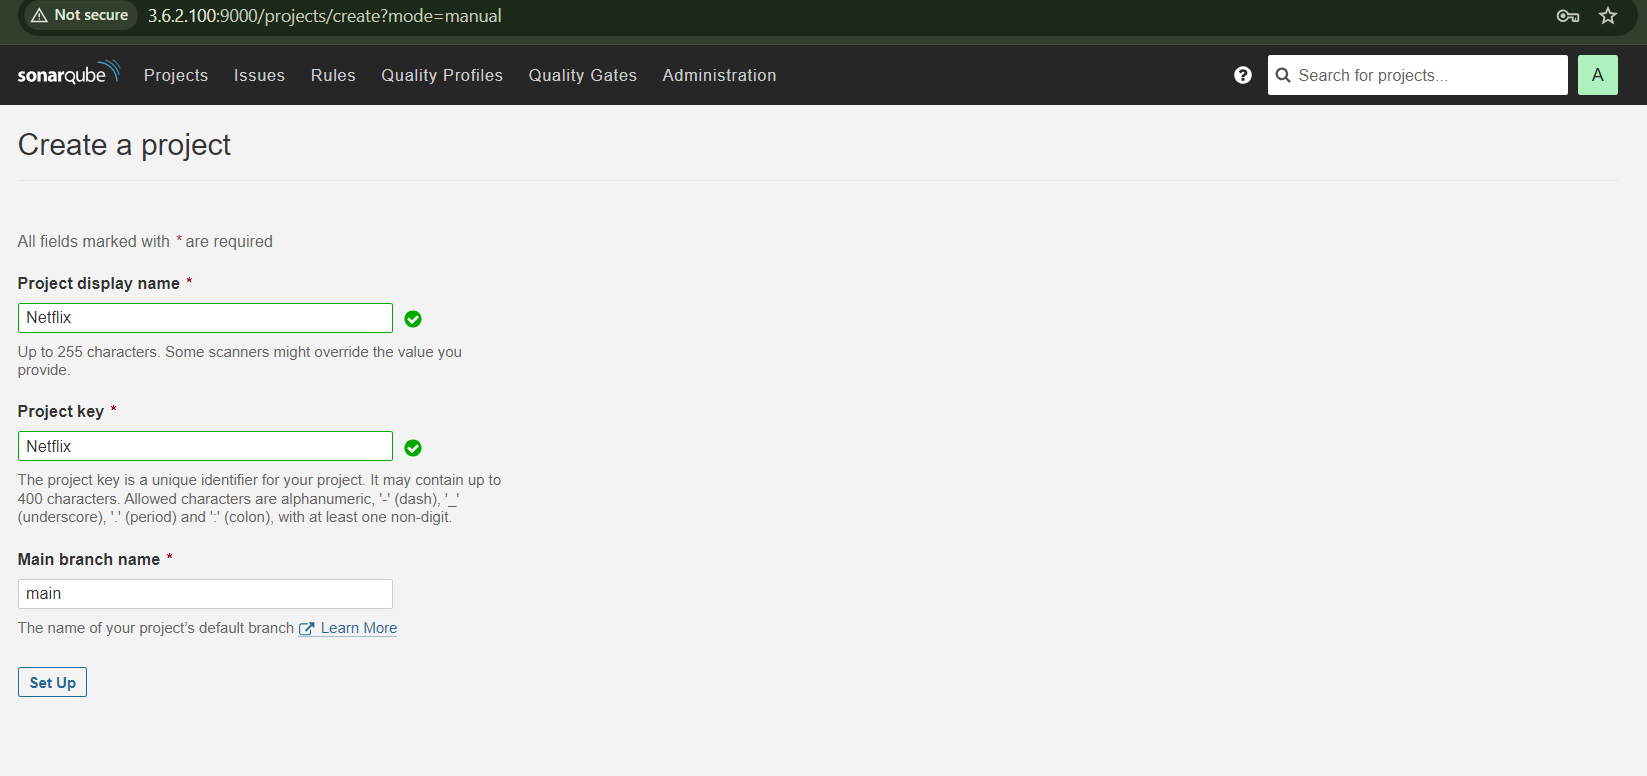 Not secure 3.6.2.100:9000/projects/create?mode=manual
sonarqube Projects Issues Rules Quality Profiles Quality Gates Administration ? Search for projects... A
Create a project
All fields marked with * are required
Project display name *
Netflix
Up to 255 characters. Some scanners might override the value you
provide.
Project key *
Netflix
The project key is a unique identifier for your project. It may contain up to
400 characters. Allowed characters are alphanumeric, '-' (dash), '_'
(underscore), '.' (period) and ':' (colon), with at least one non-digit.
Main branch name *
main
The name of your project’s default branch Learn More
Set Up